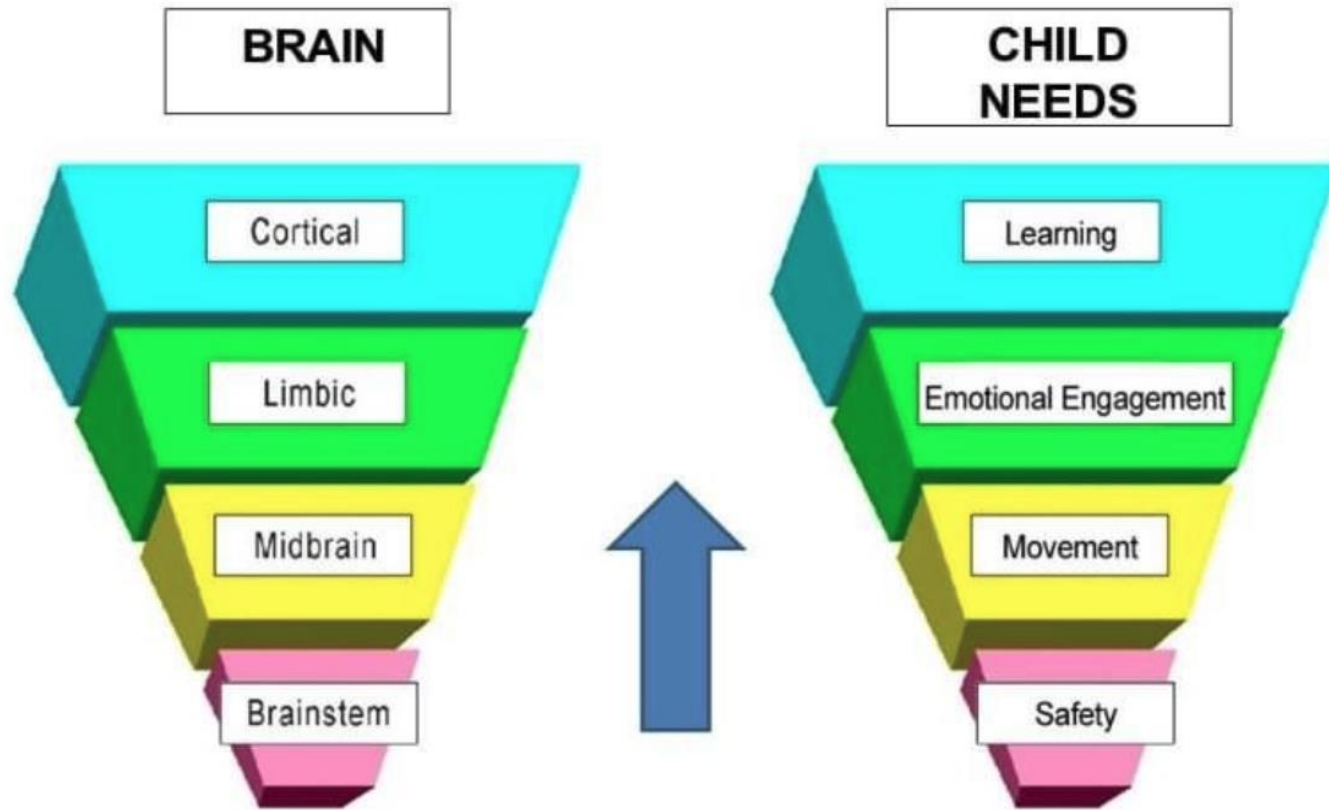 BRAIN
CHILD
NEEDS
Cortical
Limbic
Midbrain
Brainstem
Learning
Emotional Engagement
Movement
Safety